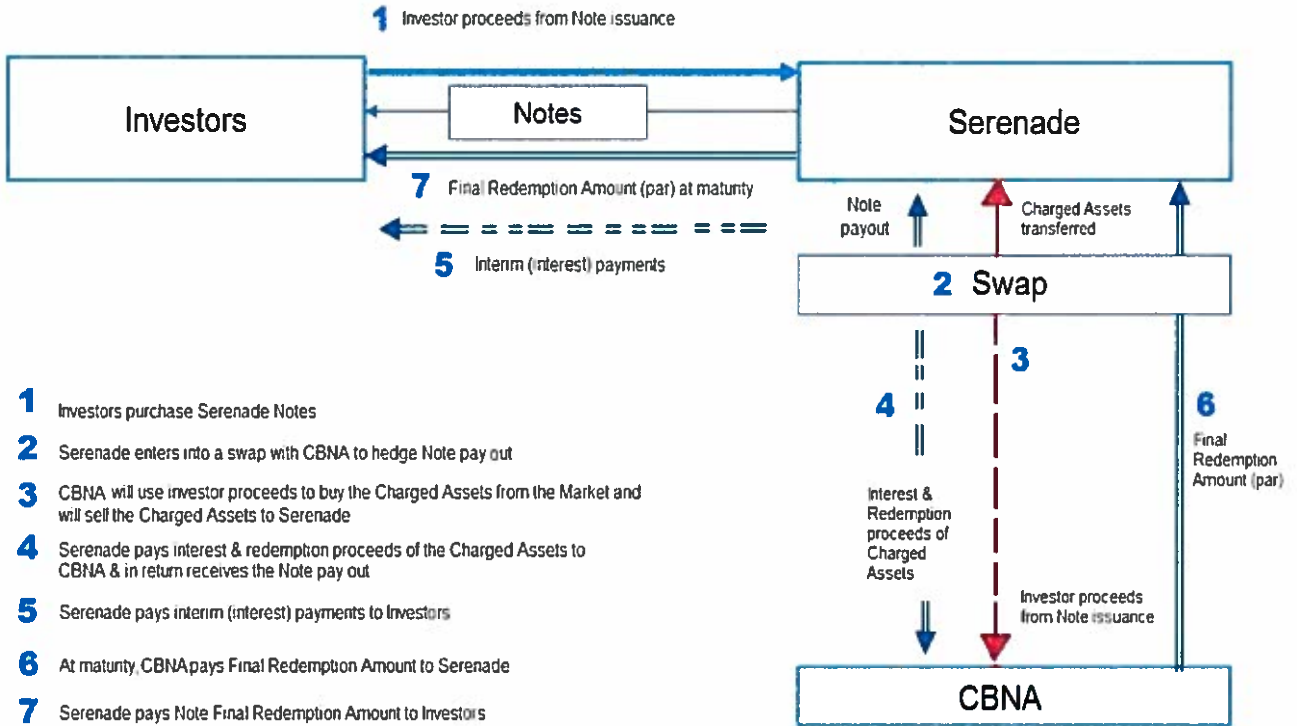 1 Investor proceeds from Note issuance
Investors
Notes
Serenade
7 Final Redemption Amount (par) at maturity
5 Interim (interest) payments
Note
payout
Charged Assets
transferred
2 Swap
3
4
6
Final
Redemption
Amount (par)
Interest &
Redemption
proceeds of
Charged
Assets
Investor proceeds
from Note issuance
CBNA
1 Investors purchase Serenade Notes
2 Serenade enters into a swap with CBNA to hedge Note pay out
3 CBNA will use investor proceeds to buy the Charged Assets from the Market and
will sell the Charged Assets to Serenade
4 Serenade pays interest & redemption proceeds of the Charged Assets to
CBNA & in return receives the Note pay out
5 Serenade pays interim (interest) payments to Investors
6 At maturity, CBNA pays Final Redemption Amount to Serenade
7 Serenade pays Note Final Redemption Amount to Investors